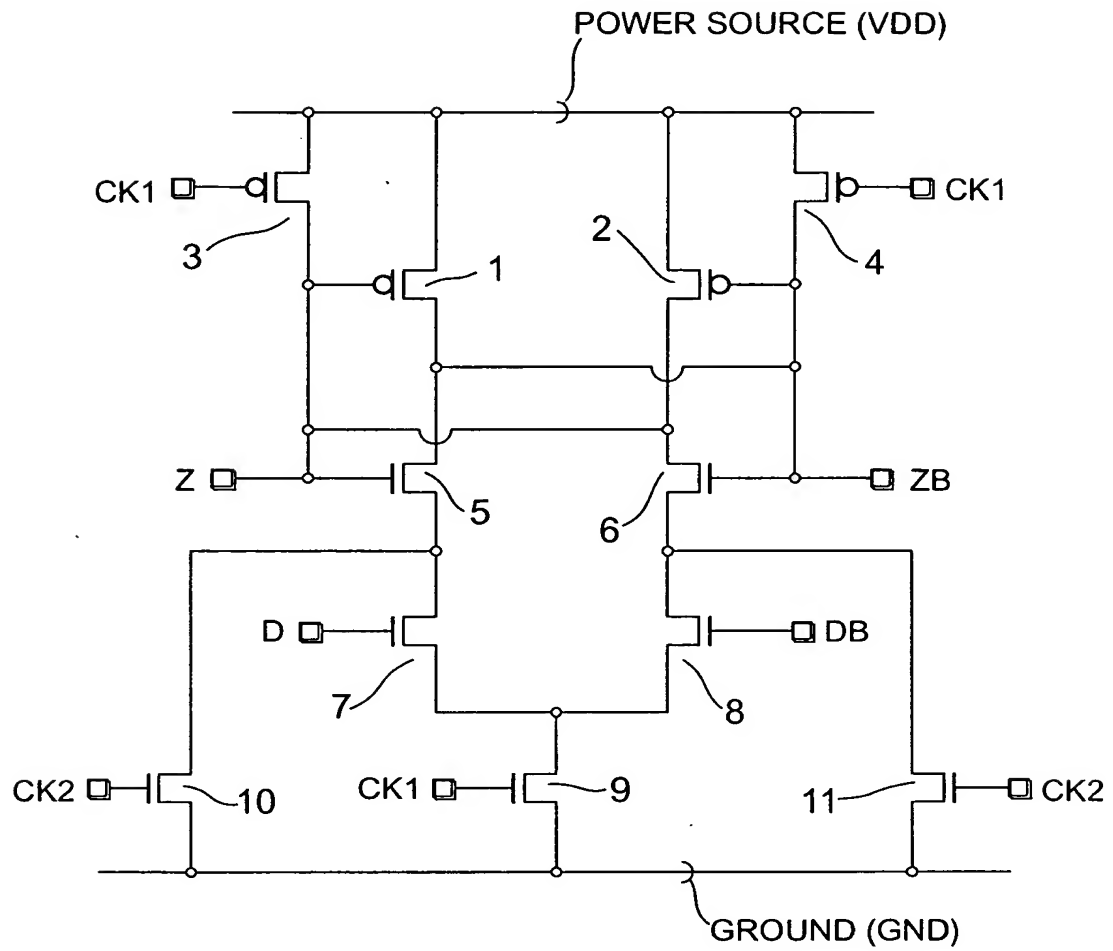 POWER SOURCE (VDD)
CK1
CK1
3
1
2
4
Z
5
6
ZB
D
DB
7
8
CK2
10
CK1
9
11
CK2
GROUND (GND)